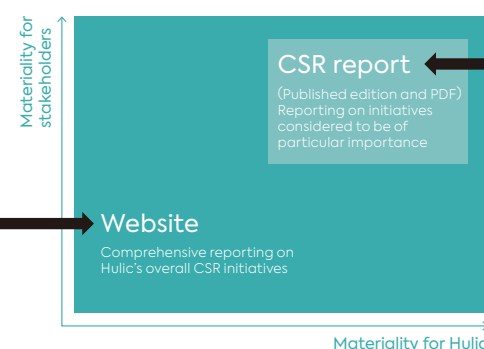 Materiality for
stakeholders
CSR report
(Published edition and PDF)
Reporting on initiatives
considered to be of
particular importance
Website
Comprehensive reporting on
Hulic's overall CSR initiatives
Materiality for Hulic